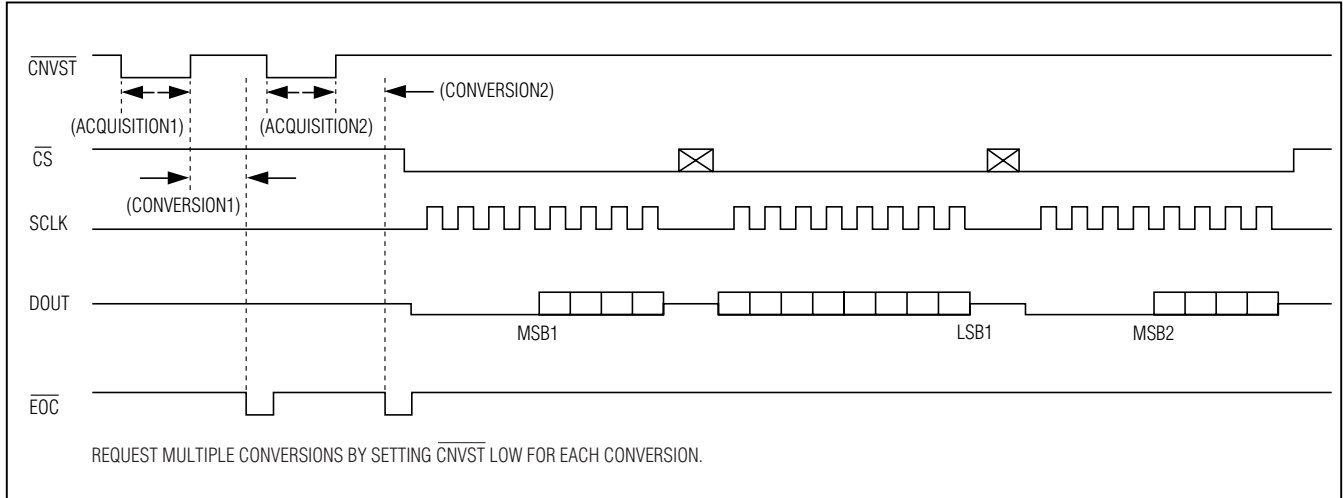 CNVST
(CONVERSION2)
(ACQUISITION1) (ACQUISITION2)
CS
(CONVERSION1)
SCLK
DOUT
MSB1 LSB1 MSB2
EOC
REQUEST MULTIPLE CONVERSIONS BY SETTING CNVST LOW FOR EACH CONVERSION.